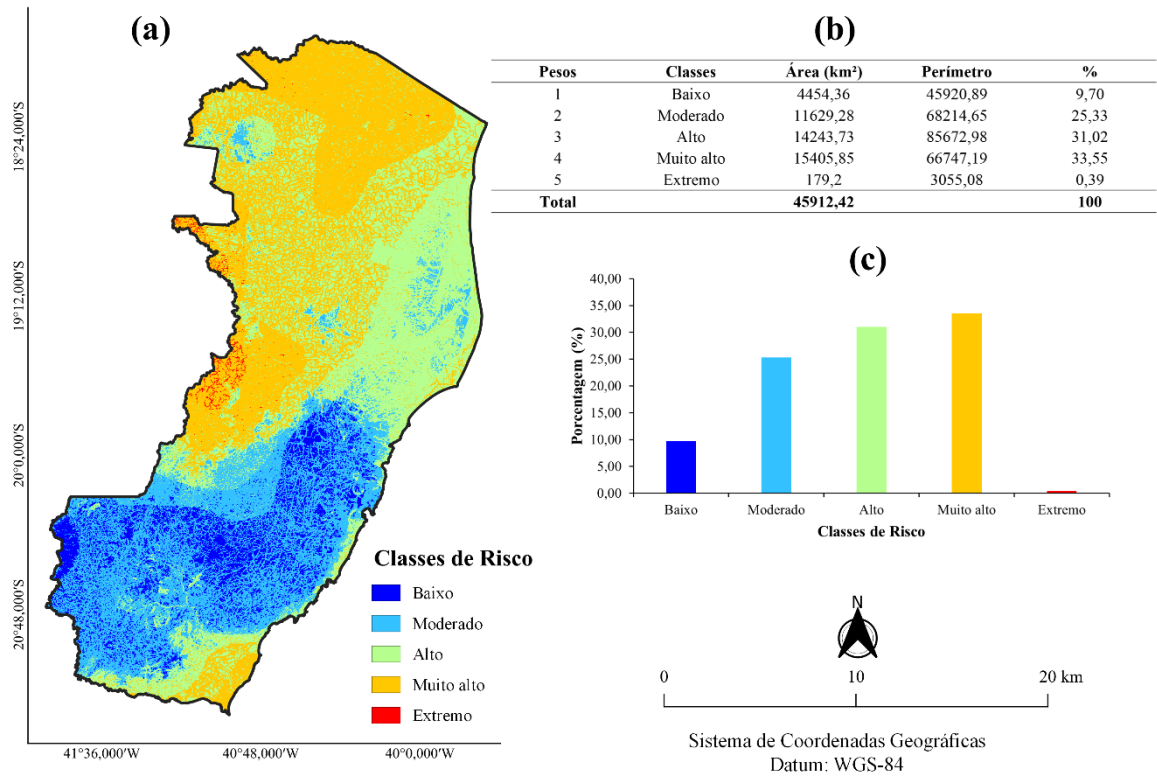 (a)
18°24,000'S
19°12,000'S
20°0,000'S
20°48,000'S
41°36,000'W
40°48,000'W
40°0,000'W
Classes de Risco
Baixo
Moderado
Alto
Muito alto
Extremo
(b)
Pesos Classes Área (km²) Perímetro %
1 Baixo 4454,36 45920,89 9,70
2 Moderado 11629,28 68214,65 25,33
3 Alto 14243,73 85672,98 31,02
4 Muito alto 15405,85 66747,19 33,55
5 Extremo 179,2 3055,08 0,39
Total 45912,42 100
(c)
Porcentagem (%)
40,00
35,00
30,00
25,00
20,00
15,00
10,00
5,00
0,00
Baixo Moderado Alto Muito alto Extremo
Classes de Risco
N
0 10 20 km
Sistema de Coordenadas Geográficas
Datum: WGS-84